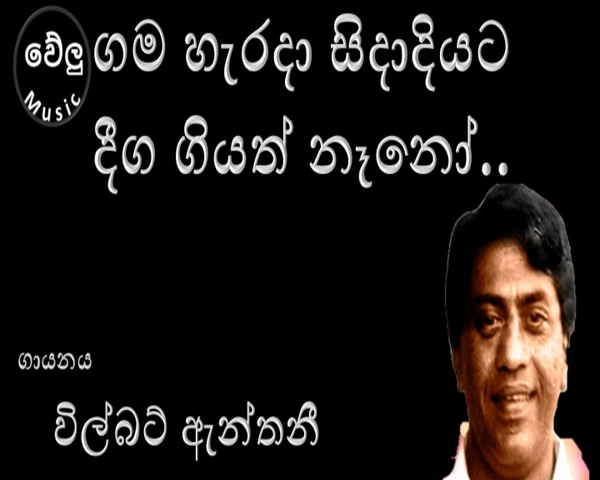 වේලු
Music
ගම හැරදා සිදාදියට
දීග ගියත් නෑනෝ..
ගායනය
විල්බට් ඇන්තනී